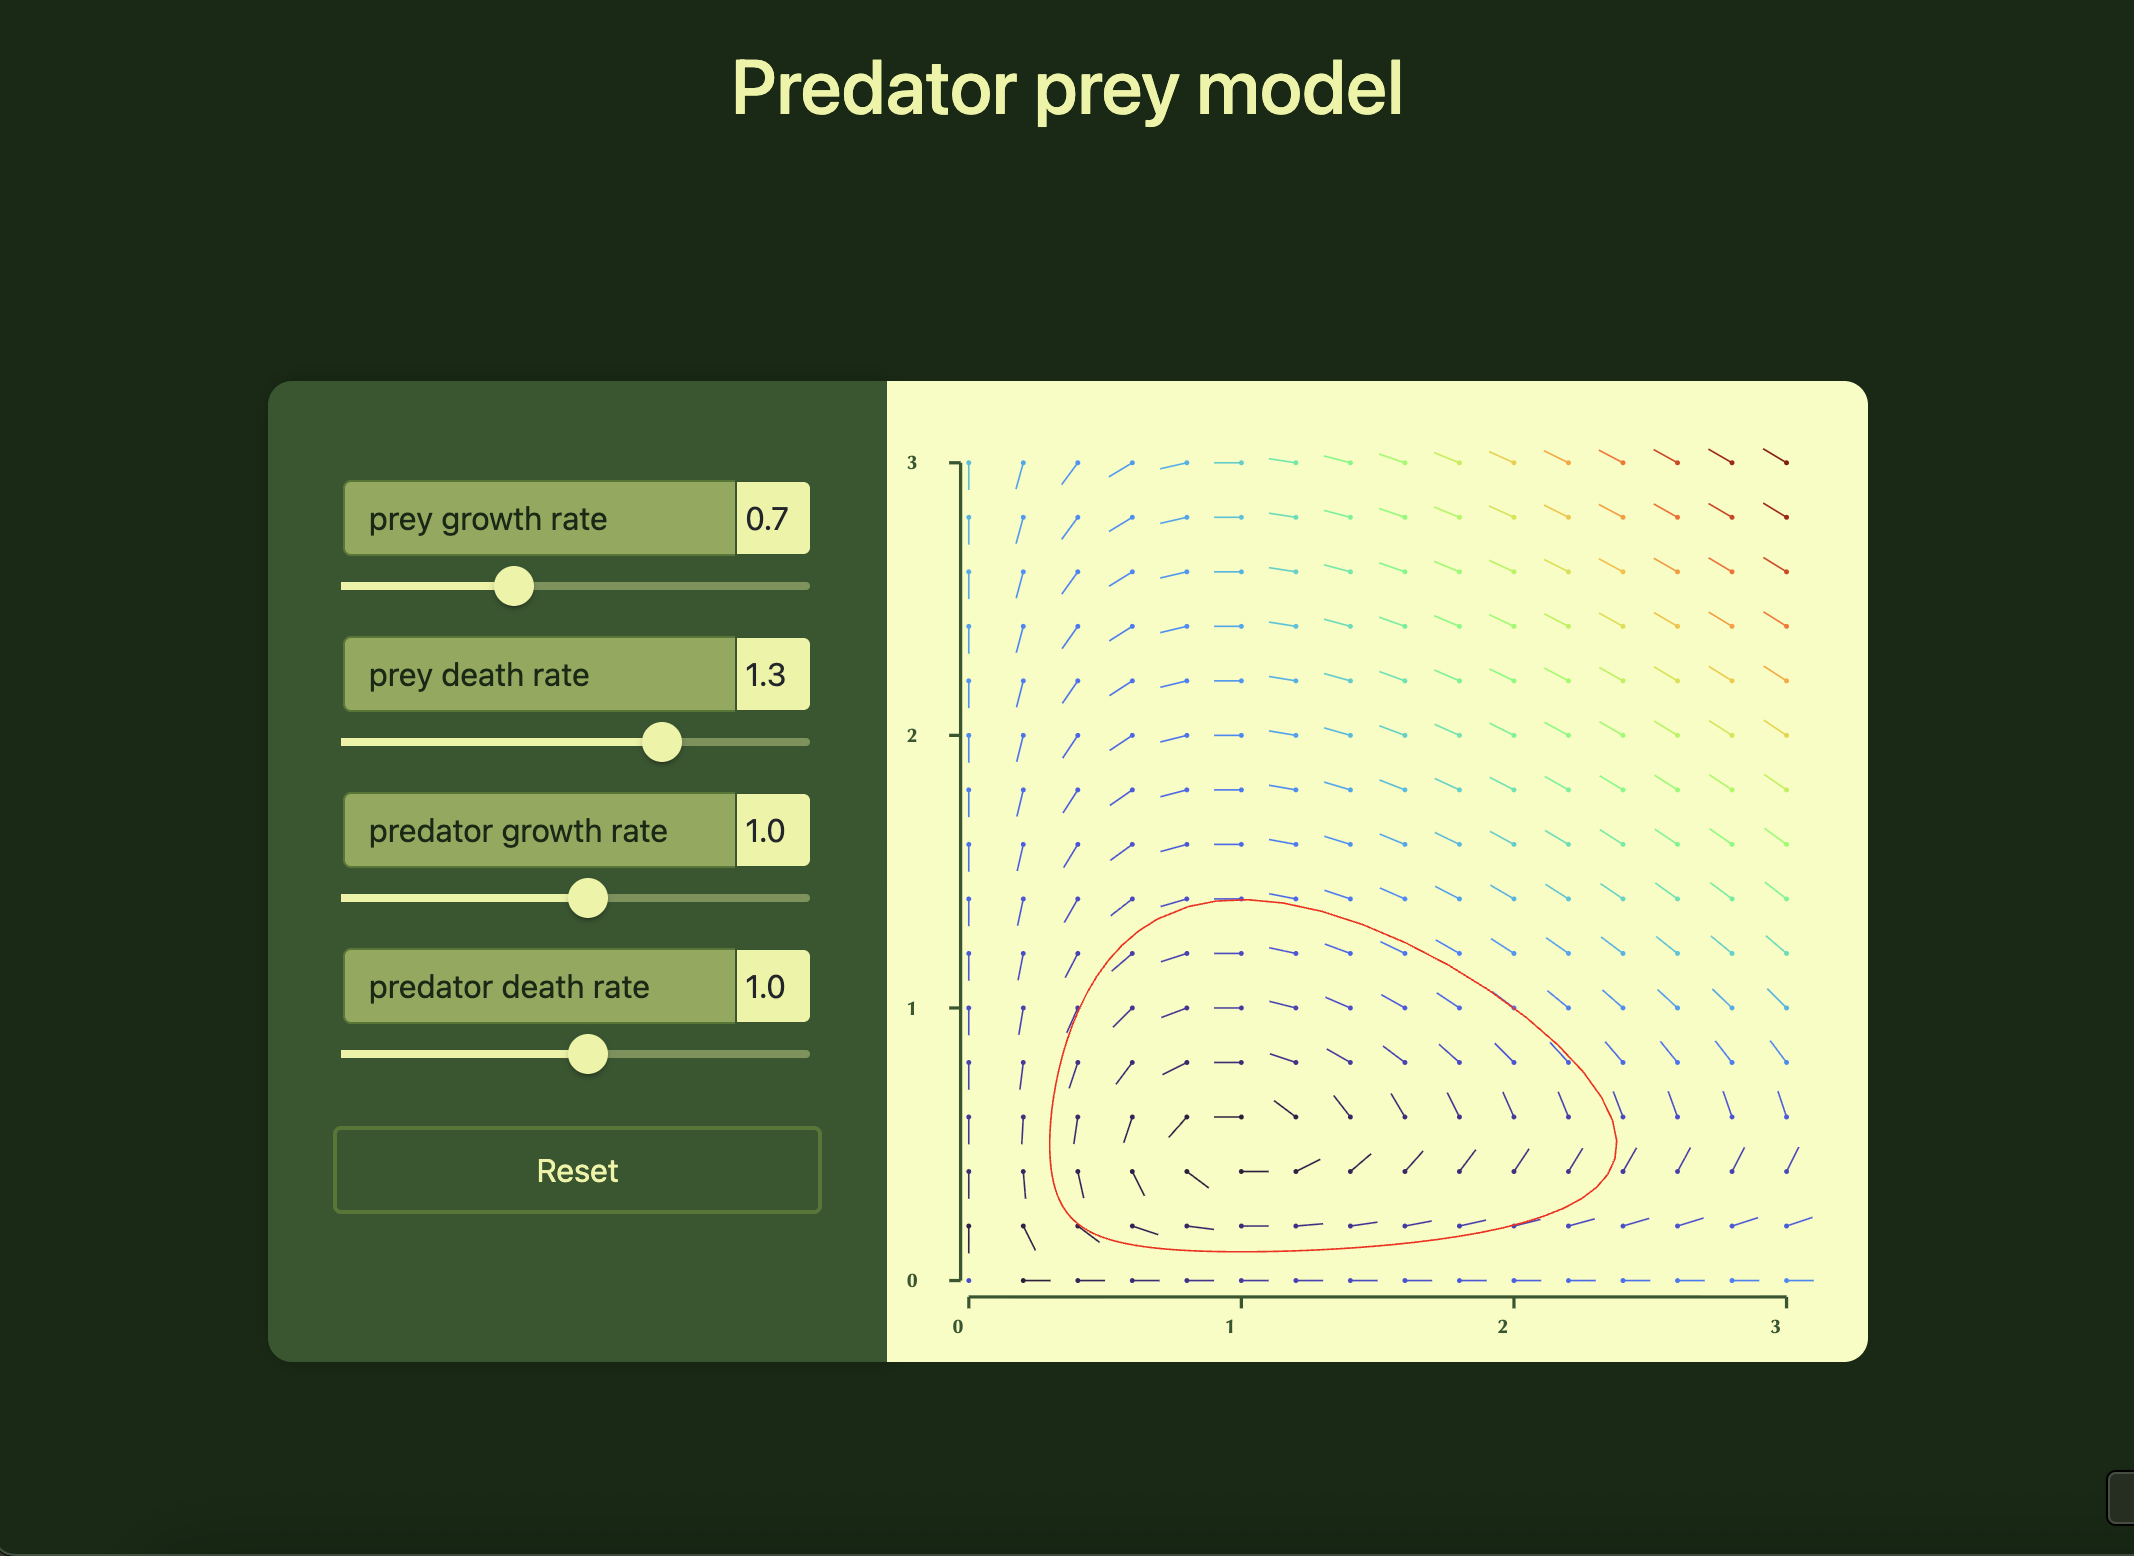 Predator prey model
prey growth rate 0.7
prey death rate 1.3
predator growth rate 1.0
predator death rate 1.0
Reset
3
2
1
0
0 1 2 3